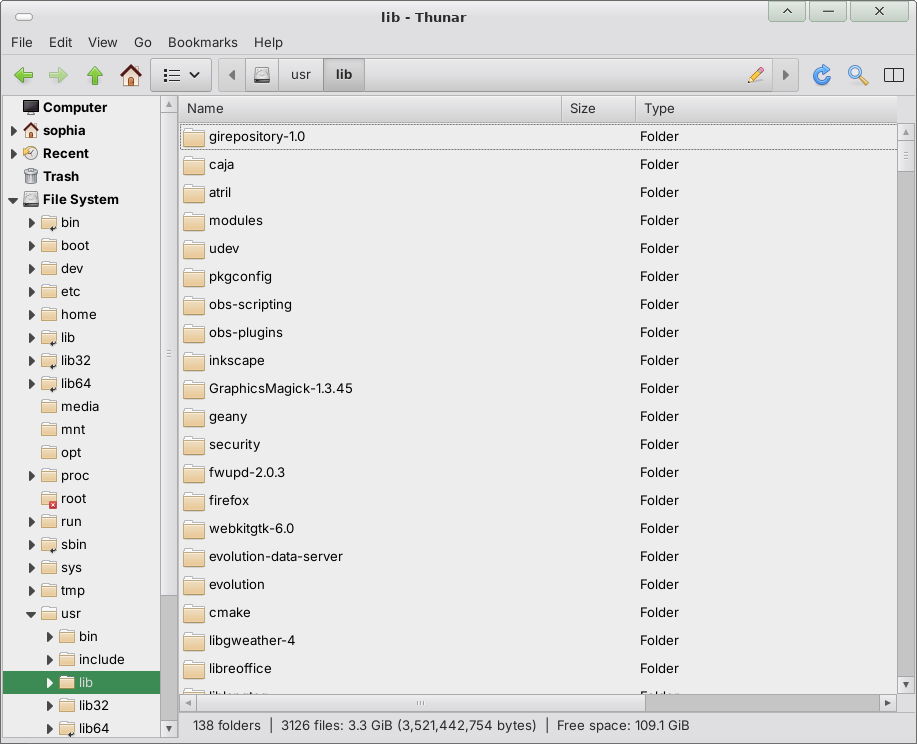 lib - Thunar
File Edit View Go Bookmarks Help
usr lib
Computer
sophia
Recent
Trash
File System
bin
boot
dev
etc
home
lib
lib32
lib64
media
mnt
opt
proc
root
run
sbin
sys
tmp
usr
bin
include
lib
lib32
lib64
Name Size Type
girepository-1.0 Folder
caja Folder
atril Folder
modules Folder
udev Folder
pkgconfig Folder
obs-scripting Folder
obs-plugins Folder
inkscape Folder
GraphicsMagick-1.3.45 Folder
geany Folder
security Folder
fwupd-2.0.3 Folder
firefox Folder
webkitgtk-6.0 Folder
evolution-data-server Folder
evolution Folder
cmake Folder
libgweather-4 Folder
libreoffice Folder
138 folders | 3126 files: 3.3 GiB (3,521,442,754 bytes) | Free space: 109.1 GiB